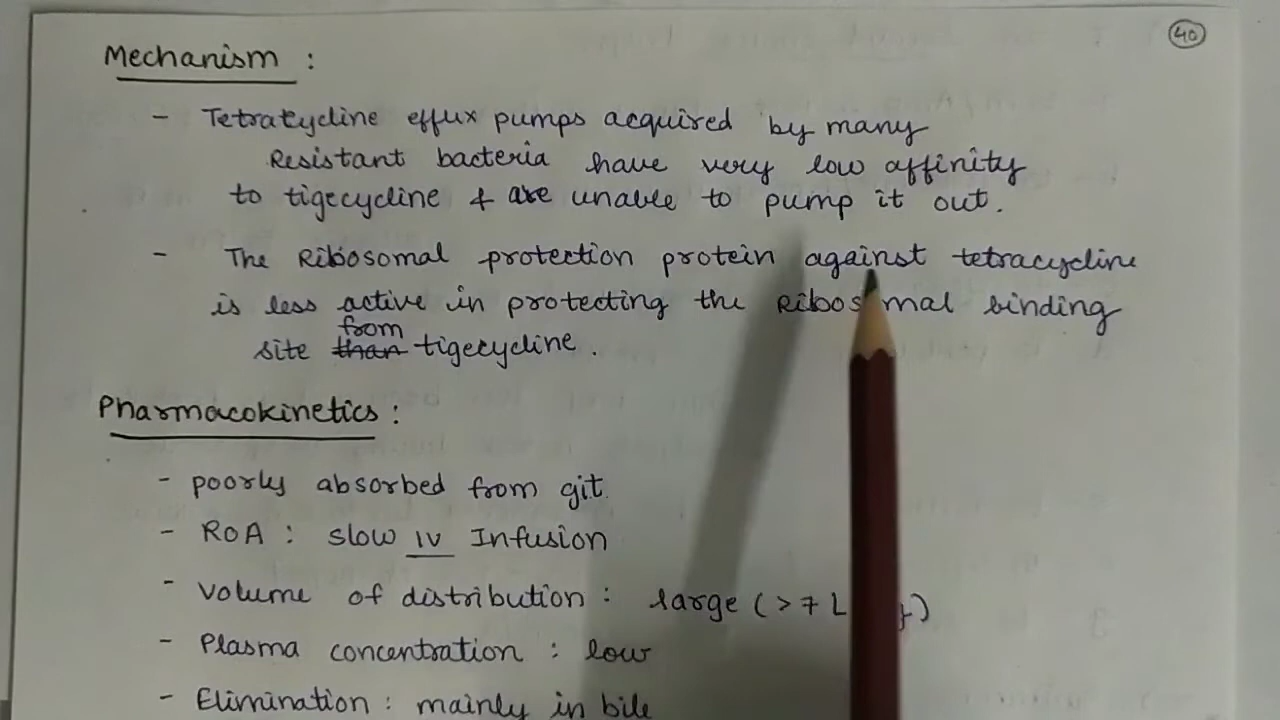 40
Mechanism :
- Tetratycline effux pumps acquired by many
Resistant bacteria have very low affinity
to tigecycline & are unable to pump it out.
- The Ribosomal protection protein against tetracycline
is less active in protecting the Ribosomal binding
from
site than tigecycline.
Pharmacokinetics :
- poorly absorbed from git.
- ROA : slow IV Infusion
- volume of distribution : large ( > 7 L )
- Plasma concentration : low
- Elimination : mainly in bile